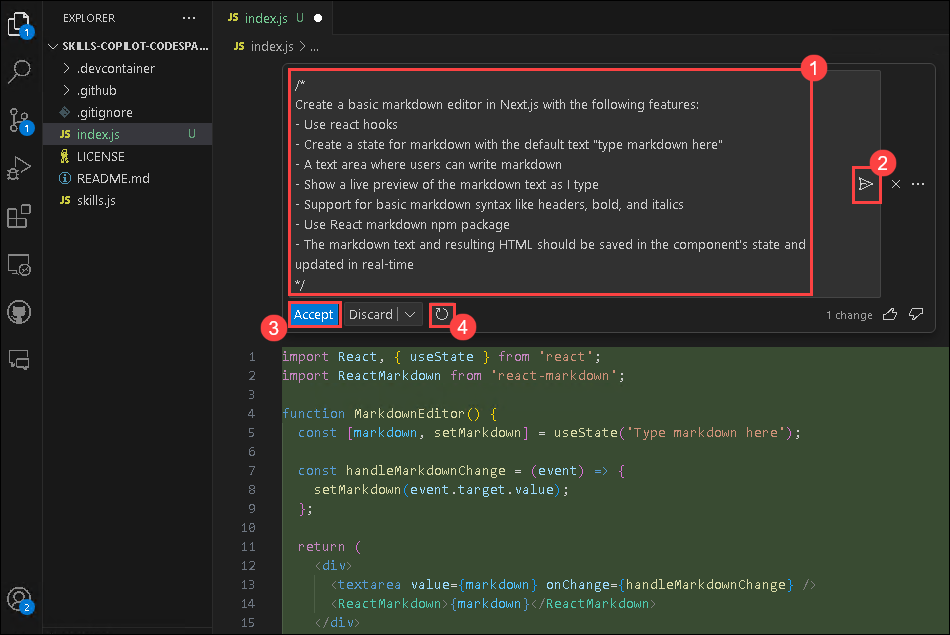 1
EXPLORER
SKILLS-COPILOT-CODESPA...
.devcontainer
.github
.gitignore
JS index.js U
LICENSE
README.md
JS skills.js
1
2
JS index.js U
JS index.js > ...
1
/*
Create a basic markdown editor in Next.js with the following features:
- Use react hooks
- Create a state for markdown with the default text "type markdown here"
- A text area where users can write markdown
- Show a live preview of the markdown text as I type
- Support for basic markdown syntax like headers, bold, and italics
- Use React markdown npm package
- The markdown text and resulting HTML should be saved in the component's state and
updated in real-time
*/
2
3 Accept Discard 4
1 change
1 import React, { useState } from 'react';
2 import ReactMarkdown from 'react-markdown';
3
4 function MarkdownEditor() {
5 const [markdown, setMarkdown] = useState('Type markdown here');
6
7 const handleMarkdownChange = (event) => {
8 setMarkdown(event.target.value);
9 };
10
11 return (
12 <div>
13 <textarea value={markdown} onChange={handleMarkdownChange} />
14 <ReactMarkdown>{markdown}</ReactMarkdown>
15 </div>